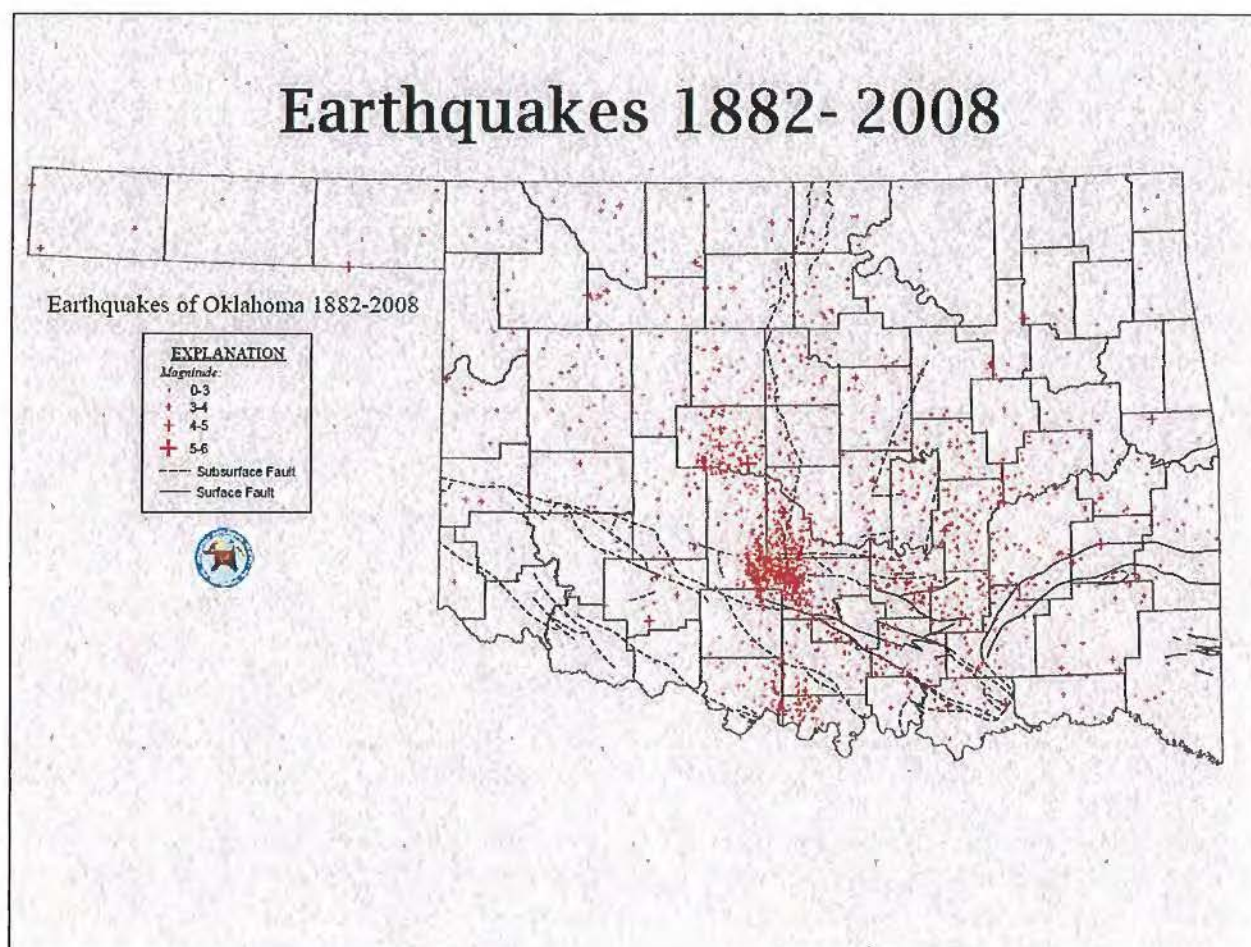 Earthquakes 1882- 2008
Earthquakes of Oklahoma 1882-2008
EXPLANATION
Magnitude:
0-3
3-4
4-5
5-6
Subsurface Fault
Surface Fault